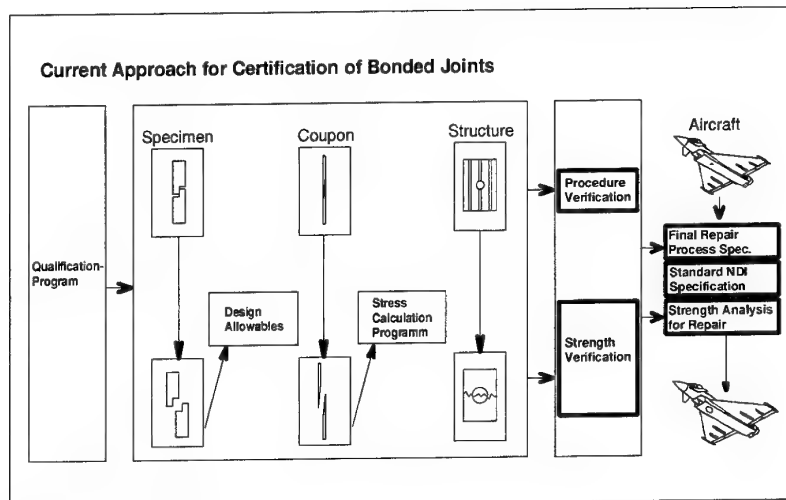 Current Approach for Certification of Bonded Joints
Specimen
Coupon
Structure
Aircraft
Qualification-
Program
Design
Allowables
Stress
Calculation
Programm
Procedure
Verification
Strength
Verification
Final Repair
Process Spec.
Standard NDI
Specification
Strength Analysis
for Repair